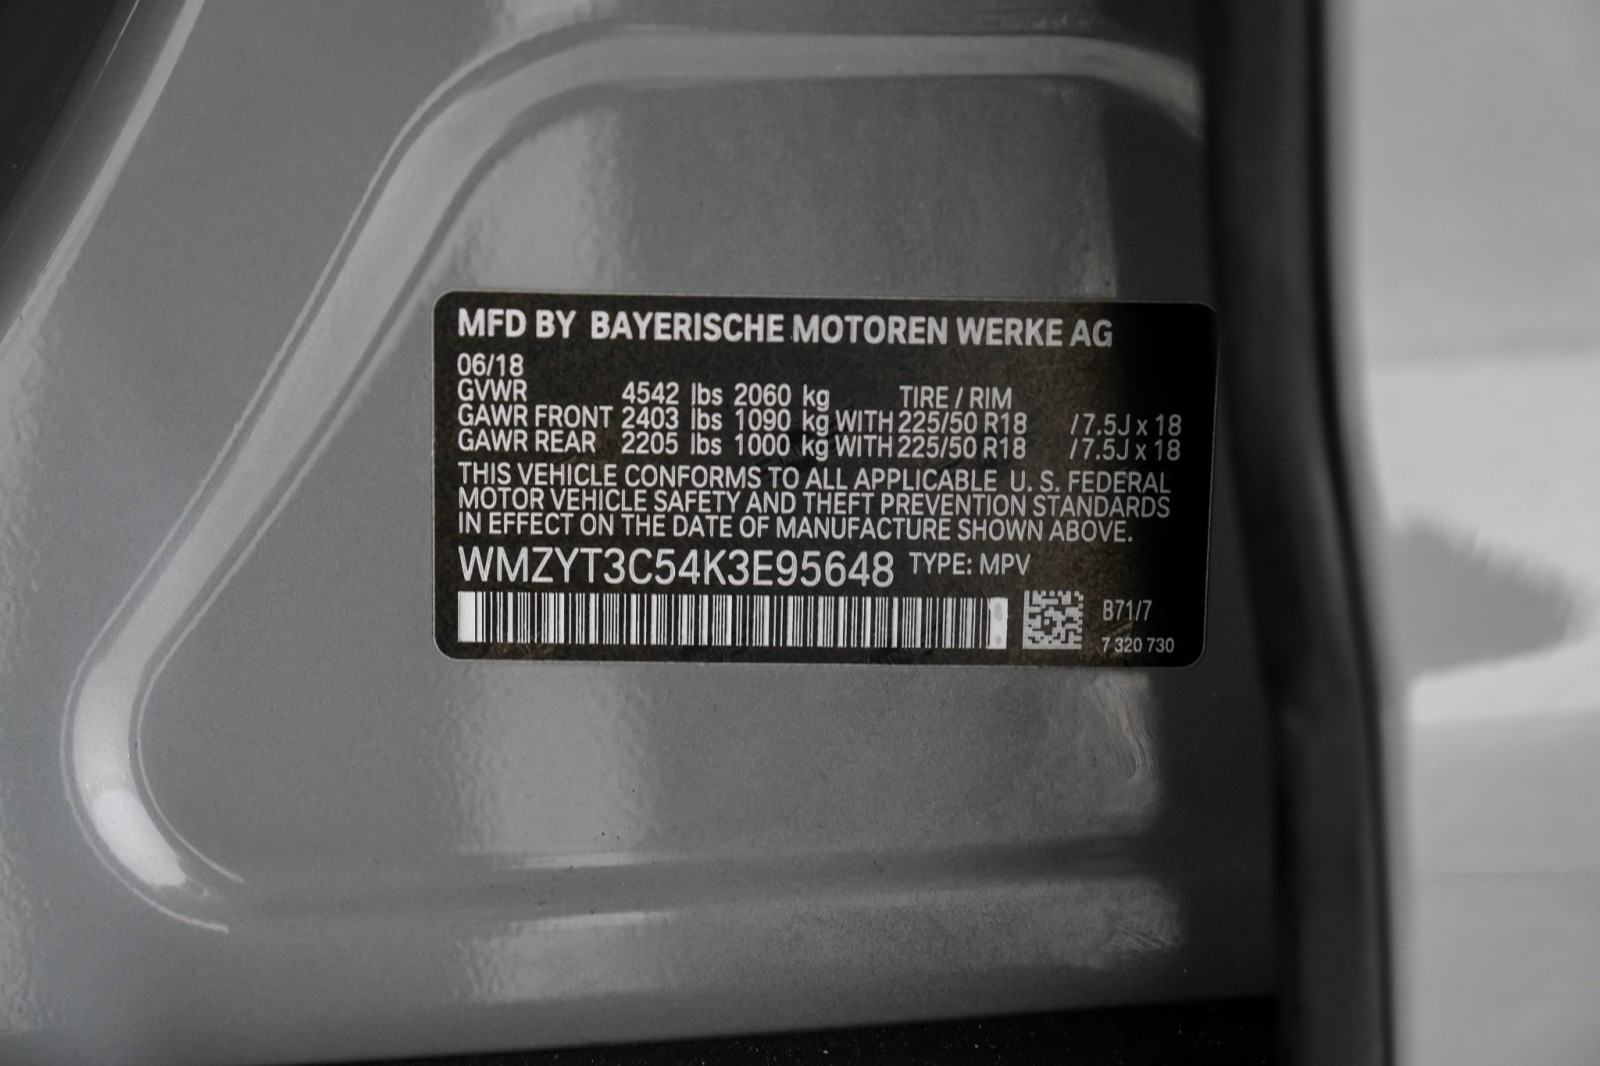 MFD BY BAYERISCHE MOTOREN WERKE AG
06/18
GVWR 4542 lbs 2060 kg TIRE / RIM
GAWR FRONT 2403 lbs 1090 kg WITH 225/50 R18 / 7.5J x 18
GAWR REAR 2205 lbs 1000 kg WITH 225/50 R18 / 7.5J x 18
THIS VEHICLE CONFORMS TO ALL APPLICABLE U. S. FEDERAL
MOTOR VEHICLE SAFETY AND THEFT PREVENTION STANDARDS
IN EFFECT ON THE DATE OF MANUFACTURE SHOWN ABOVE.
WMZYT3C54K3E95648 TYPE: MPV
B71/7
7 320 730